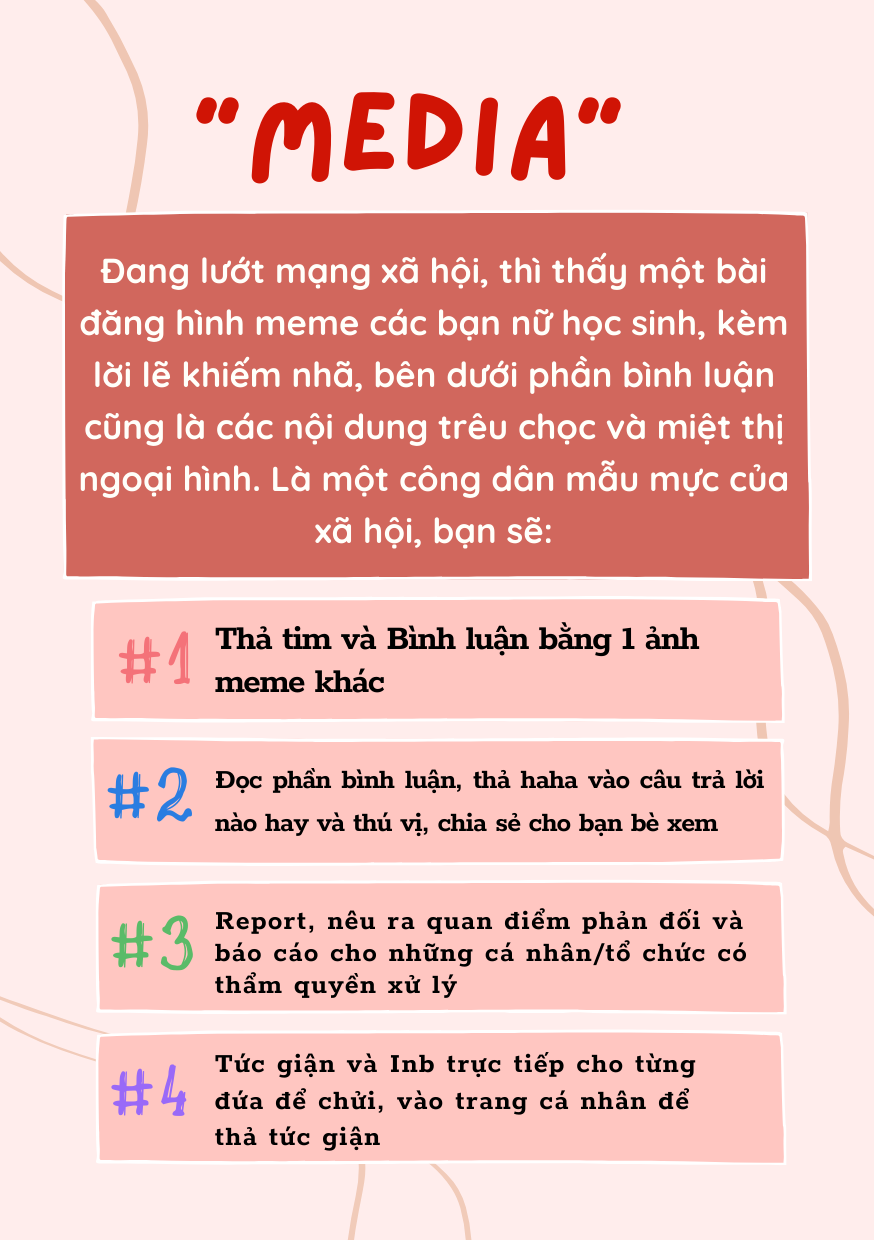 "MEDIA"
Đang lướt mạng xã hội, thì thấy một bài
đăng hình meme các bạn nữ học sinh, kèm
lời lẽ khiếm nhã, bên dưới phần bình luận
cũng là các nội dung trêu chọc và miệt thị
ngoại hình. Là một công dân mẫu mực của
xã hội, bạn sẽ:
#1 Thả tim và Bình luận bằng 1 ảnh
meme khác
#2 Đọc phần bình luận, thả haha vào câu trả lời
nào hay và thú vị, chia sẻ cho bạn bè xem
#3 Report, nêu ra quan điểm phản đối và
báo cáo cho những cá nhân/tổ chức có
thẩm quyền xử lý
#4 Tức giận và Inb trực tiếp cho từng
đứa để chửi, vào trang cá nhân để
thả tức giận